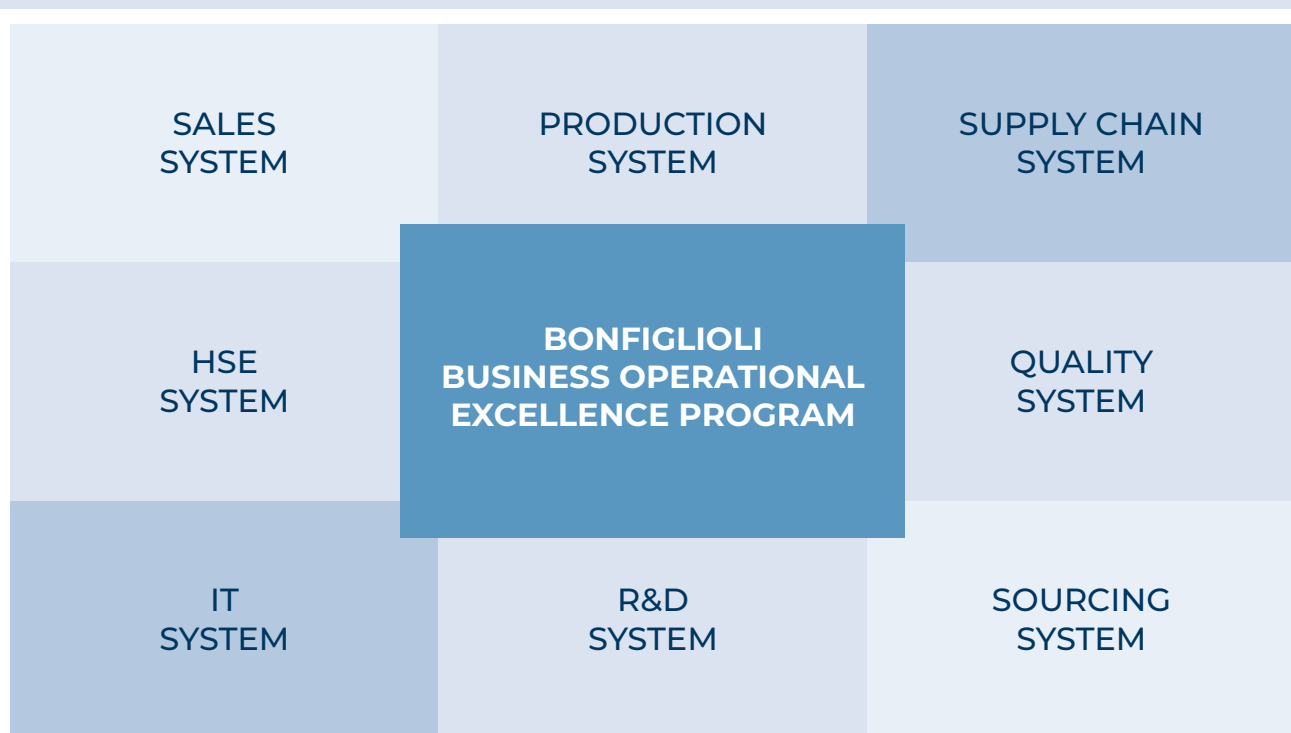 SALES
SYSTEM
PRODUCTION
SYSTEM
SUPPLY CHAIN
SYSTEM
HSE
SYSTEM
BONFIGLIOLI
BUSINESS OPERATIONAL
EXCELLENCE PROGRAM
QUALITY
SYSTEM
IT
SYSTEM
R&D
SYSTEM
SOURCING
SYSTEM